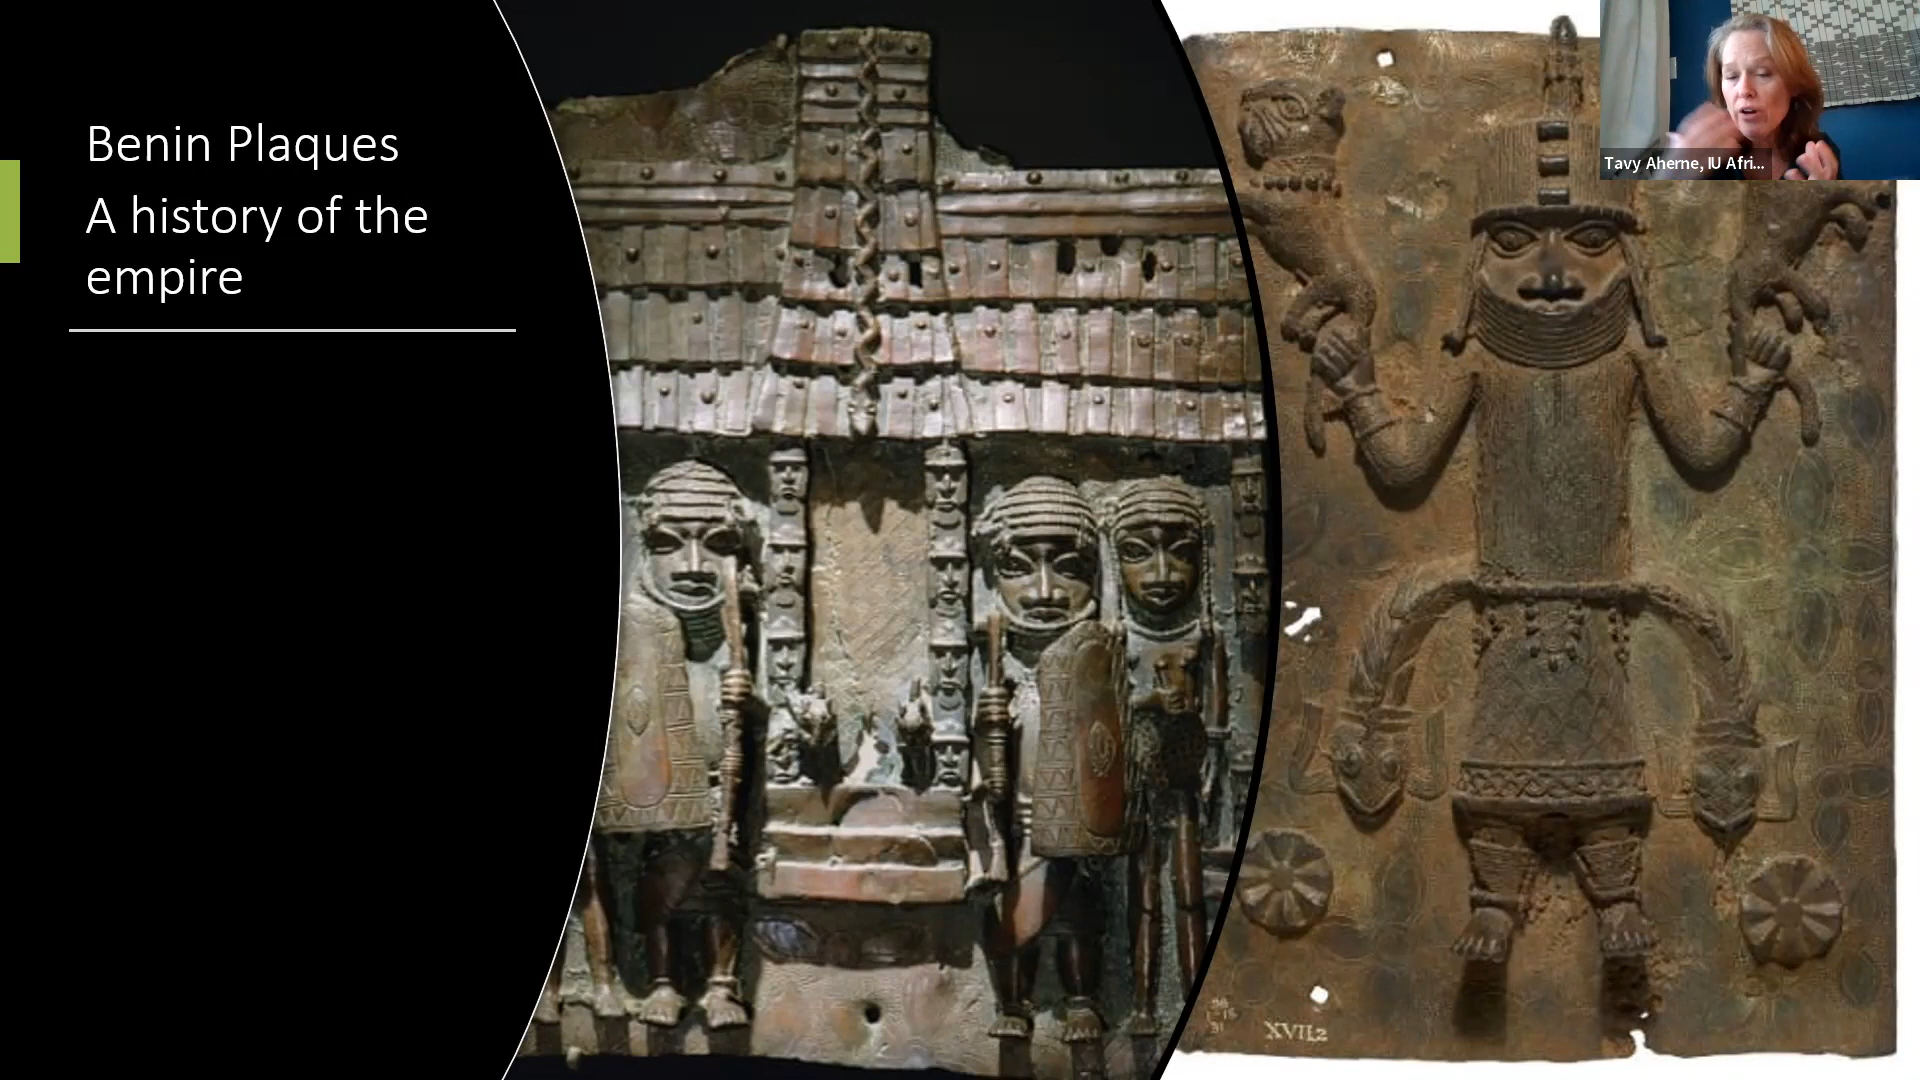 Benin Plaques
A history of the
empire
Tavy Aherne, IU Afri...
XVII.2